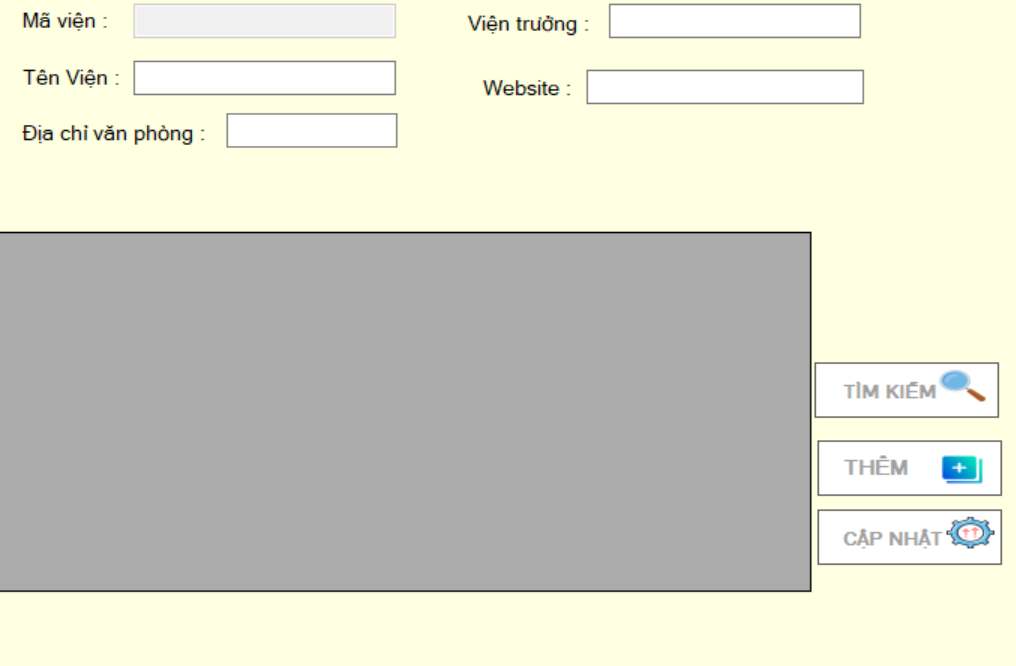 Mã viện :
Viện trưởng :
Tên Viện :
Website :
Địa chỉ văn phòng :
TÌM KIẾM
THÊM
CẬP NHẬT